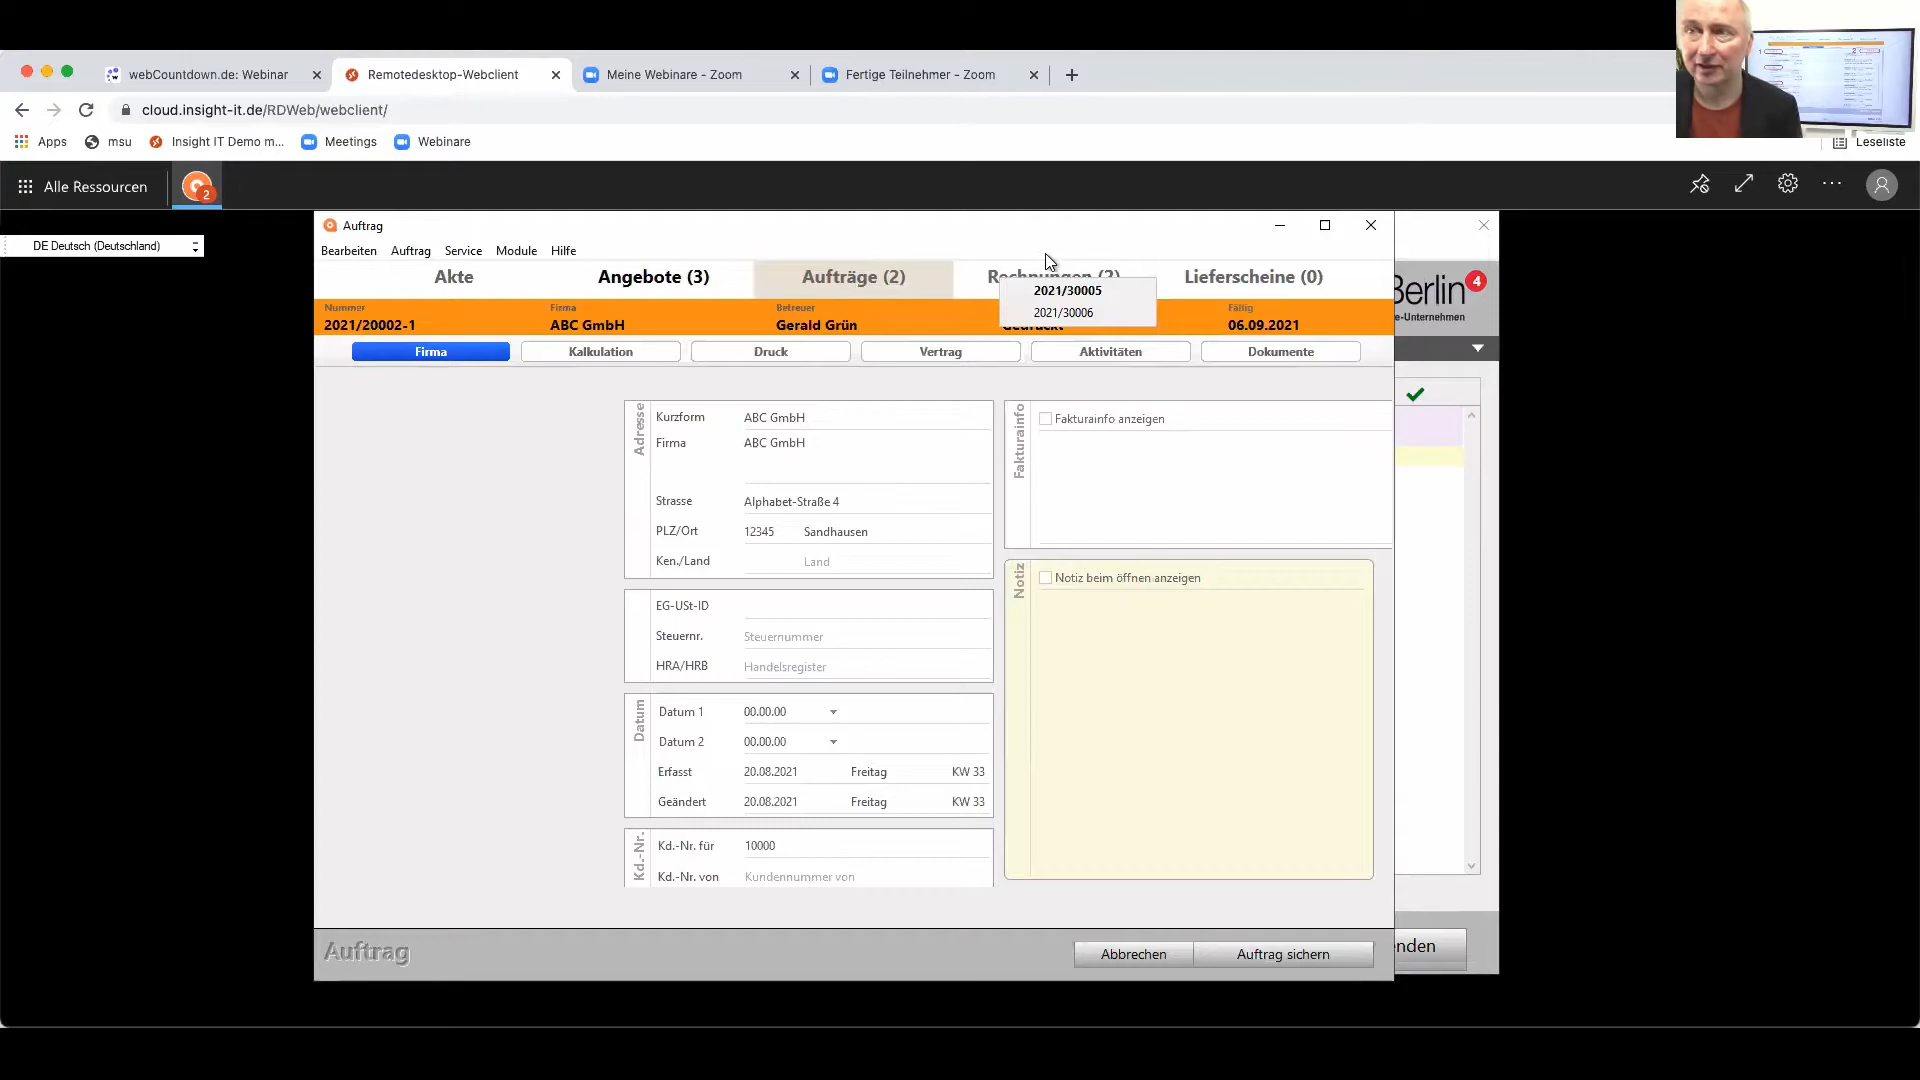 webCountdown.de: Webinar
Remotedesktop-Webclient
Meine Webinare - Zoom
Fertige Teilnehmer - Zoom
cloud.insight-it.de/RDWeb/webclient/
Apps
msu
Insight IT Demo m...
Meetings
Webinare
Leseliste
Alle Ressourcen
2
DE Deutsch (Deutschland)
Auftrag
Bearbeiten Auftrag Service Module Hilfe
Akte Angebote (3) Aufträge (2) Rechnungen (2) Lieferscheine (0)
2021/30005
2021/30006
Berlin 4
e-Unternehmen
Nummer Firma Betreuer Fällig
2021/20002-1 ABC GmbH Gerald Grün Gedruckt 06.09.2021
Firma Kalkulation Druck Vertrag Aktivitäten Dokumente
Adresse
Kurzform ABC GmbH
Firma ABC GmbH
Strasse Alphabet-Straße 4
PLZ/Ort 12345 Sandhausen
Ken./Land Land
EG-USt-ID
Steuernr. Steuernummer
HRA/HRB Handelsregister
Datum
Datum 1 00.00.00
Datum 2 00.00.00
Erfasst 20.08.2021 Freitag KW 33
Geändert 20.08.2021 Freitag KW 33
Kd.-Nr.
Kd.-Nr. für 10000
Kd.-Nr. von Kundennummer von
Fakturainfo
Fakturainfo anzeigen
Notiz
Notiz beim öffnen anzeigen
Auftrag
Abbrechen
Auftrag sichern
enden